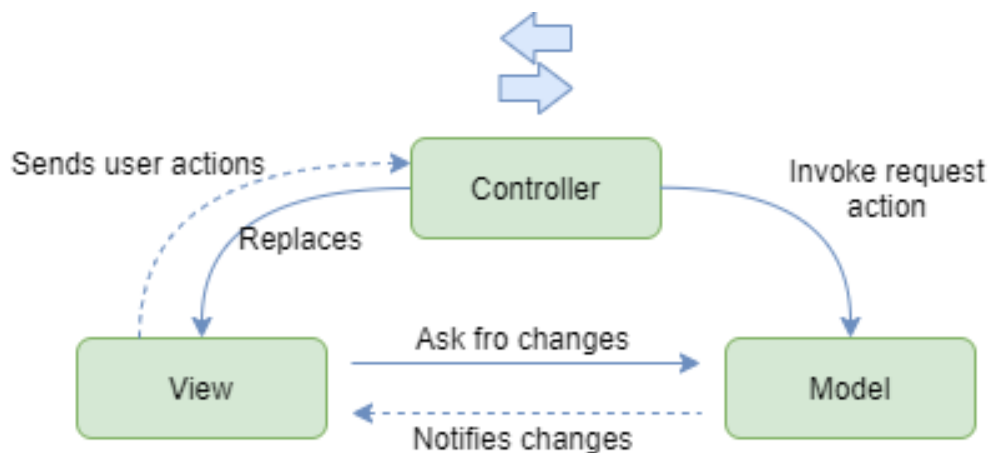 Sends user actions
Controller
Invoke request
action
Replaces
Ask fro changes
View
Model
Notifies changes